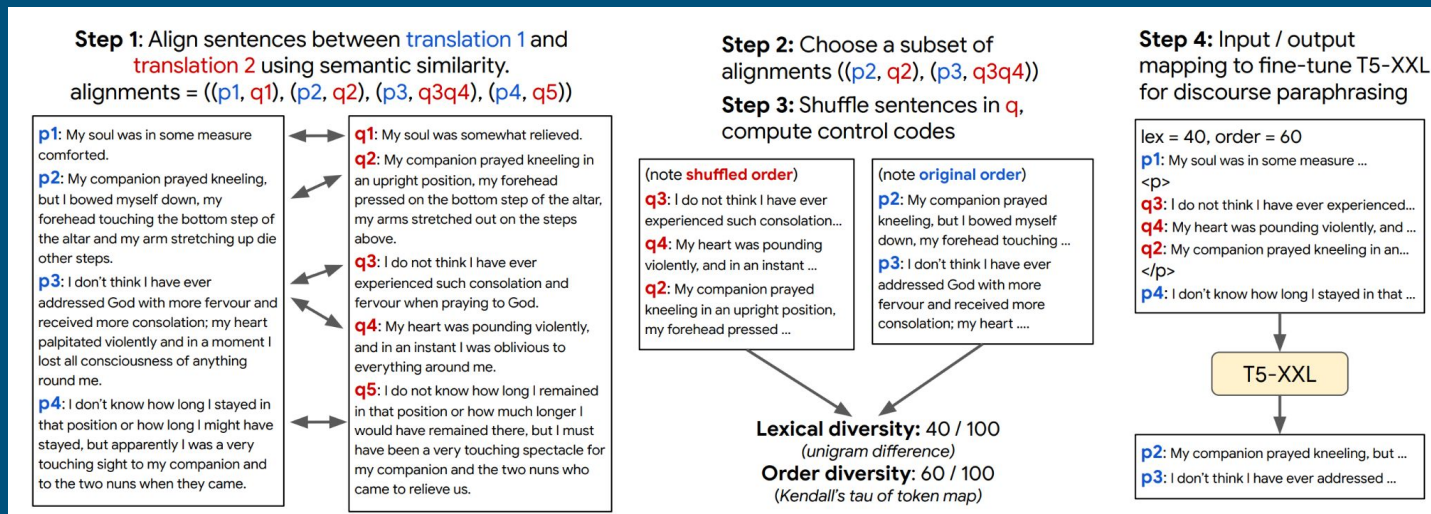 Step 1: Align sentences between translation 1 and
translation 2 using semantic similarity.
alignments = ((p1, q1), (p2, q2), (p3, q3q4), (p4, q5))
p1: My soul was in some measure
comforted.
p2: My companion prayed kneeling,
but I bowed myself down, my
forehead touching the bottom step of
the altar and my arm stretching up die
other steps.
p3: I don't think I have ever
addressed God with more fervour and
received more consolation; my heart
palpitated violently and in a moment I
lost all consciousness of anything
round me.
p4: I don't know how long I stayed in
that position or how long I might have
stayed, but apparently I was a very
touching sight to my companion and
to the two nuns when they came.
q1: My soul was somewhat relieved.
q2: My companion prayed kneeling in
an upright position, my forehead
pressed on the bottom step of the altar,
my arms stretched out on the steps
above.
q3: I do not think I have ever
experienced such consolation and
fervour when praying to God.
q4: My heart was pounding violently,
and in an instant I was oblivious to
everything around me.
q5: I do not know how long I remained
in that position or how much longer I
would have remained there, but I must
have been a very touching spectacle for
my companion and the two nuns who
came to relieve us.
Step 2: Choose a subset of
alignments ((p2, q2), (p3, q3q4))
Step 3: Shuffle sentences in q,
compute control codes
(note shuffled order)
q3: I do not think I have ever
experienced such consolation...
q4: My heart was pounding
violently, and in an instant ...
q2: My companion prayed
kneeling in an upright position,
my forehead pressed ...
(note original order)
p2: My companion prayed
kneeling, but I bowed myself
down, my forehead touching ...
p3: I don't think I have ever
addressed God with more
fervour and received more
consolation; my heart ....
Lexical diversity: 40 / 100
(unigram difference)
Order diversity: 60 / 100
(Kendall's tau of token map)
Step 4: Input / output
mapping to fine-tune T5-XXL
for discourse paraphrasing
lex = 40, order = 60
p1: My soul was in some measure ...
<p>
q3: I do not think I have ever experienced...
q4: My heart was pounding violently, and ...
q2: My companion prayed kneeling in an...
</p>
p4: I don't know how long I stayed in that ...
T5-XXL
p2: My companion prayed kneeling, but ...
p3: I don't think I have ever addressed ...